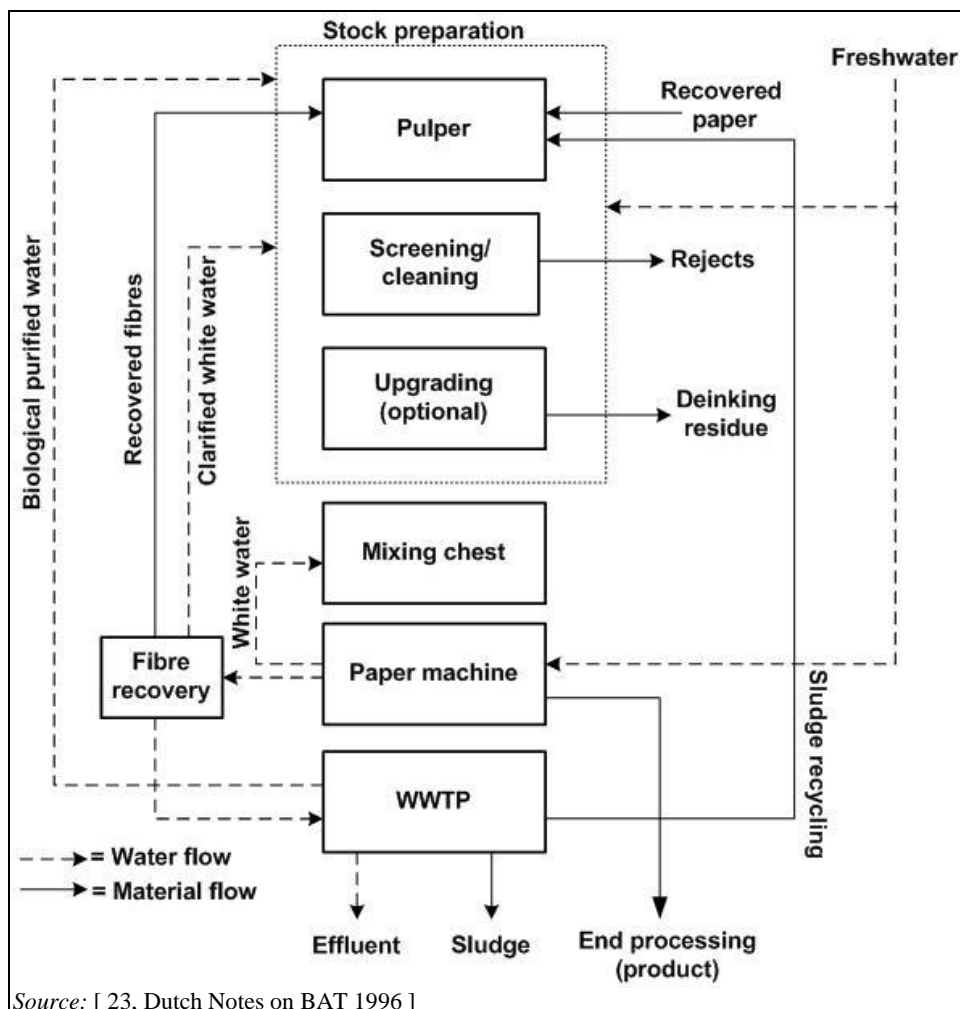 Stock preparation
Freshwater
Recovered
paper
Pulper
Screening/
cleaning
Rejects
Upgrading
(optional)
Deinking
residue
Biological purified water
Recovered fibres
Clarified white water
Mixing chest
White water
Fibre
recovery
Paper machine
Sludge recycling
WWTP
= Water flow
= Material flow
Effluent
Sludge
End processing
(product)
Source: [ 23, Dutch Notes on BAT 1996 ]